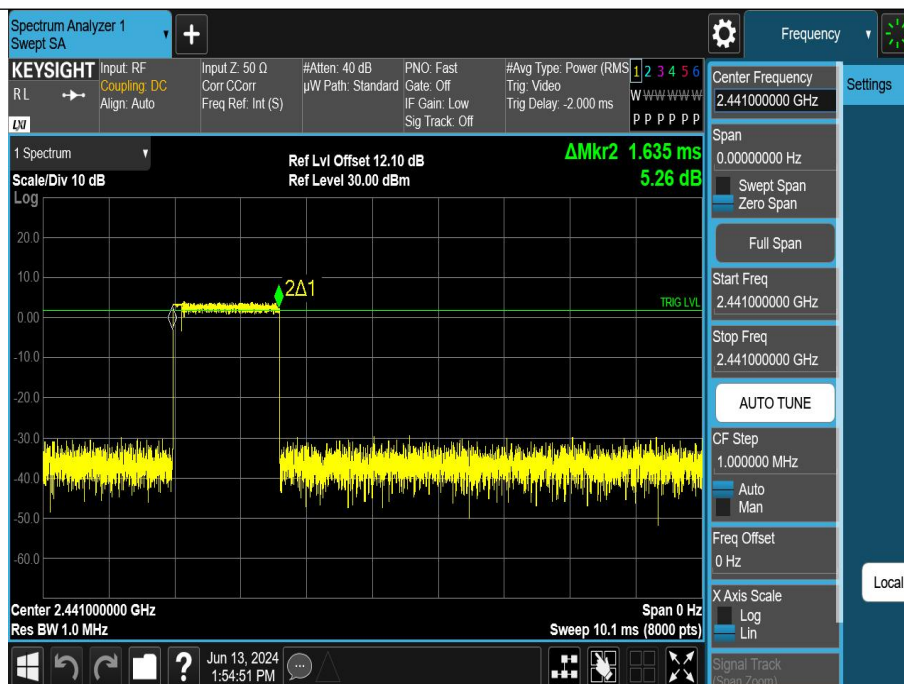 Spectrum Analyzer 1
Swept SA
Frequency
KEYSIGHT
RL
LXI
Input: RF
Coupling: DC
Align: Auto
Input Z: 50 Ω
Corr CCorr
Freq Ref: Int (S)
#Atten: 40 dB
µW Path: Standard
PNO: Fast
Gate: Off
IF Gain: Low
Sig Track: Off
#Avg Type: Power (RMS
Trig: Video
Trig Delay: -2.000 ms
1 2 3 4 5 6
W W W W W W
P P P P P P
1 Spectrum
Scale/Div 10 dB
Log
Ref Lvl Offset 12.10 dB
Ref Level 30.00 dBm
ΔMkr2 1.635 ms
5.26 dB
20.0
10.0
0.00
-10.0
-20.0
-30.0
-40.0
-50.0
-60.0
2Δ1
TRIG LVL
Center 2.441000000 GHz
Res BW 1.0 MHz
Span 0 Hz
Sweep 10.1 ms (8000 pts)
Jun 13, 2024
1:54:51 PM
Center Frequency
2.441000000 GHz
Settings
Span
0.00000000 Hz
Swept Span
Zero Span
Full Span
Start Freq
2.441000000 GHz
Stop Freq
2.441000000 GHz
AUTO TUNE
CF Step
1.000000 MHz
Auto
Man
Freq Offset
0 Hz
Local
X Axis Scale
Log
Lin
Signal Track
(Span Zoom)